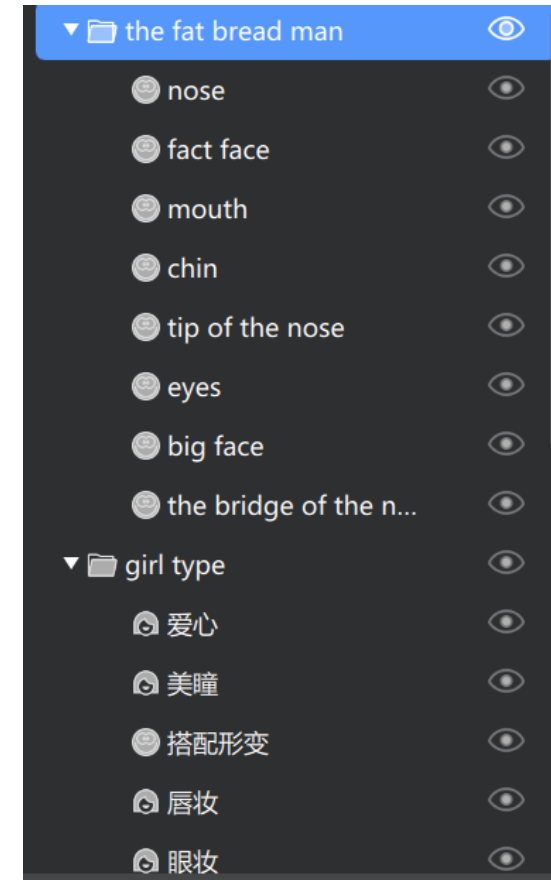 the fat bread man
nose
fact face
mouth
chin
tip of the nose
eyes
big face
the bridge of the n...
girl type
爱心
美瞳
搭配形变
唇妆
眼妆